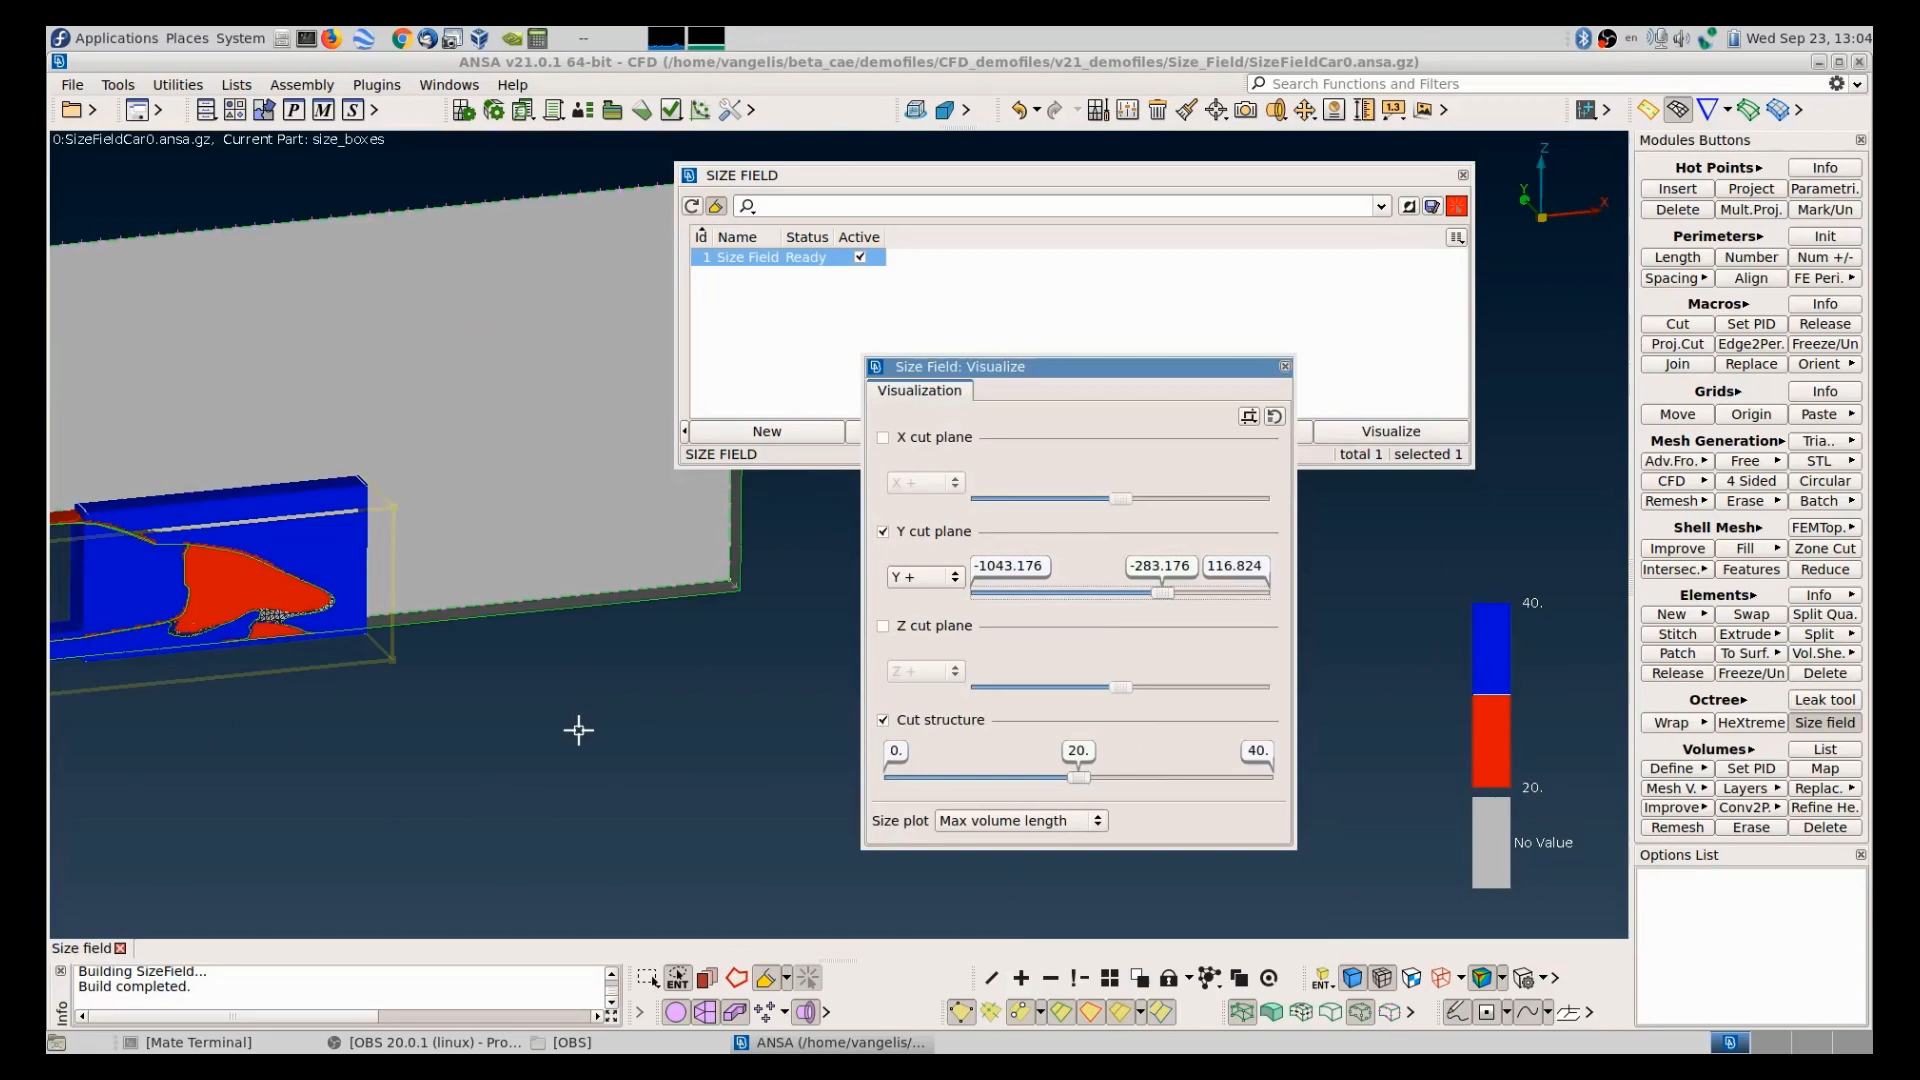 Applications Places System
--
en
Wed Sep 23, 13:04
ANSA v21.0.1 64-bit - CFD (/home/vangelis/beta_cae/demofiles/CFD_demofiles/v21_demofiles/Size_Field/SizeFieldCar0.ansa.gz)
File Tools Utilities Lists Assembly Plugins Windows Help
Search Functions and Filters
P M S
1.3
0:SizeFieldCar0.ansa.gz, Current Part: size_boxes
Z
Y
X
SIZE FIELD
Id Name Status Active
1 Size Field Ready
New
Visualize
SIZE FIELD
total 1 selected 1
Size Field: Visualize
Visualization
X cut plane
X +
Y cut plane
Y +
-1043.176
-283.176
116.824
Z cut plane
Z +
Cut structure
0.
20.
40.
Size plot Max volume length
40.
20.
No Value
Modules Buttons
Hot Points Info
Insert Project Parametri.
Delete Mult.Proj. Mark/Un
Perimeters Init
Length Number Num +/-
Spacing Align FE Peri.
Macros Info
Cut Set PID Release
Proj.Cut Edge2Per. Freeze/Un
Join Replace Orient
Grids Info
Move Origin Paste
Mesh Generation Tria..
Adv.Fro. Free STL
CFD 4 Sided Circular
Remesh Erase Batch
Shell Mesh FEMTop.
Improve Fill Zone Cut
Intersec. Features Reduce
Elements Info
New Swap Split Qua.
Stitch Extrude Split
Patch To Surf. Vol.She.
Release Freeze/Un Delete
Octree Leak tool
Wrap HeXtreme Size field
Volumes List
Define Set PID Map
Mesh V. Layers Replac.
Improve Conv2P. Refine He.
Remesh Erase Delete
Options List
Size field
Building SizeField...
Build completed.
Info
ENT
ENT
[Mate Terminal]
[OBS 20.0.1 (linux) - Pro...
[OBS]
ANSA (/home/vangelis/...